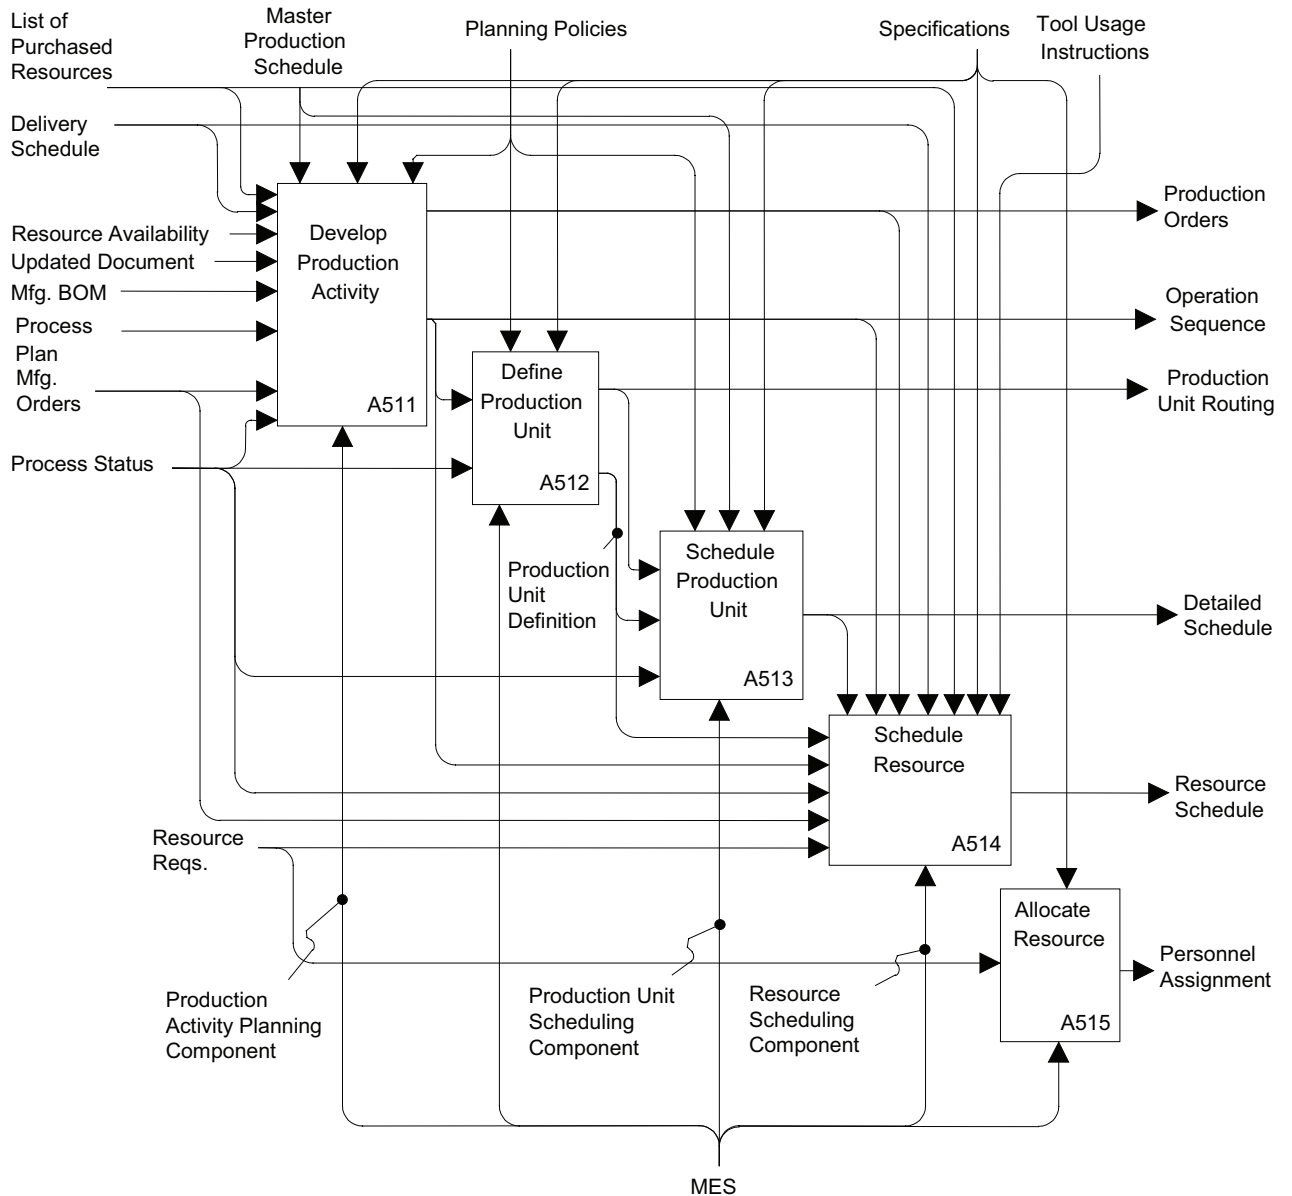 List of
Purchased
Resources
Master
Production
Schedule
Planning Policies
Specifications
Tool Usage
Instructions
Delivery
Schedule
Resource Availability
Updated Document
Mfg. BOM
Process
Plan
Mfg.
Orders
Process Status
Develop
Production
Activity
A511
Define
Production
Unit
A512
Production
Unit
Definition
Schedule
Production
Unit
A513
Schedule
Resource
A514
Allocate
Resource
A515
Production
Orders
Operation
Sequence
Production
Unit Routing
Detailed
Schedule
Resource
Schedule
Personnel
Assignment
Resource
Reqs.
Production
Activity Planning
Component
Production Unit
Scheduling
Component
Resource
Scheduling
Component
MES